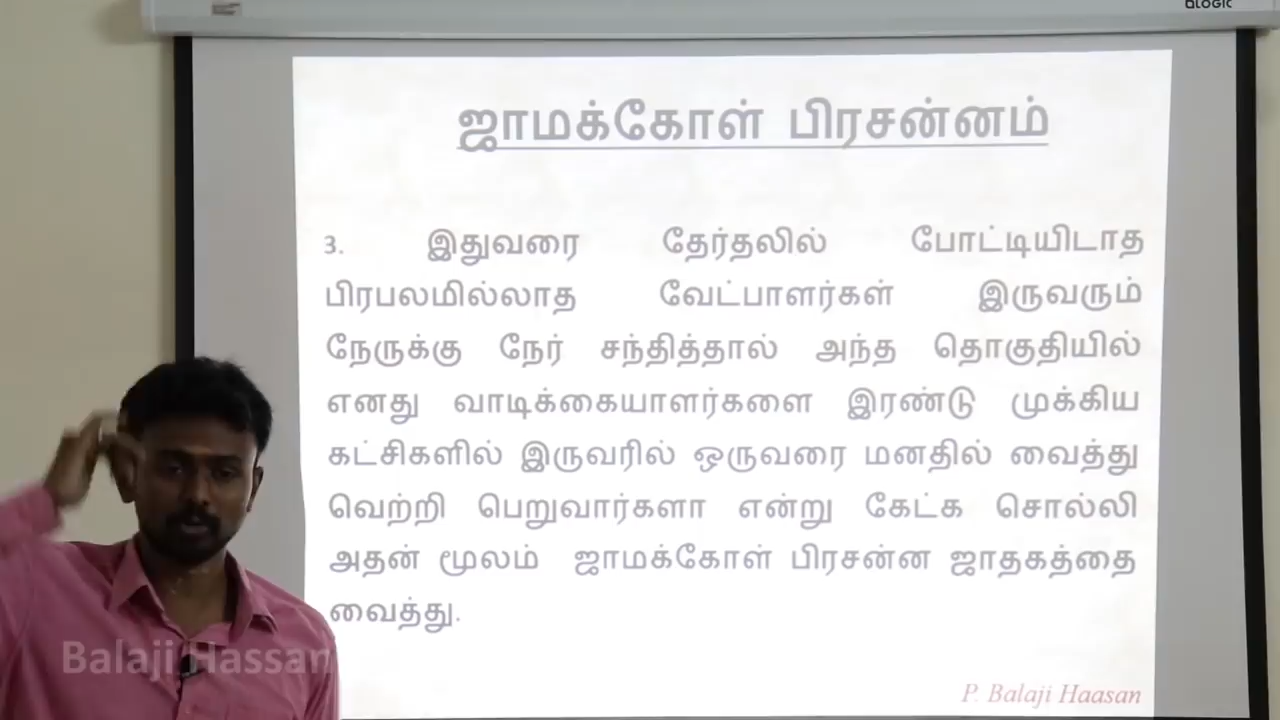 ஜாமக்கோள் பிரசன்னம்
3. இதுவரை தேர்தலில் போட்டியிடாத
பிரபலமில்லாத வேட்பாளர்கள் இருவரும்
நேருக்கு நேர் சந்தித்தால் அந்த தொகுதியில்
எனது வாடிக்கையாளர்களை இரண்டு முக்கிய
கட்சிகளில் இருவரில் ஒருவரை மனதில் வைத்து
வெற்றி பெறுவார்களா என்று கேட்க சொல்லி
அதன் மூலம் ஜாமக்கோள் பிரசன்ன ஜாதகத்தை
வைத்து.
Balaji Hassan
P. Balaji Haasan